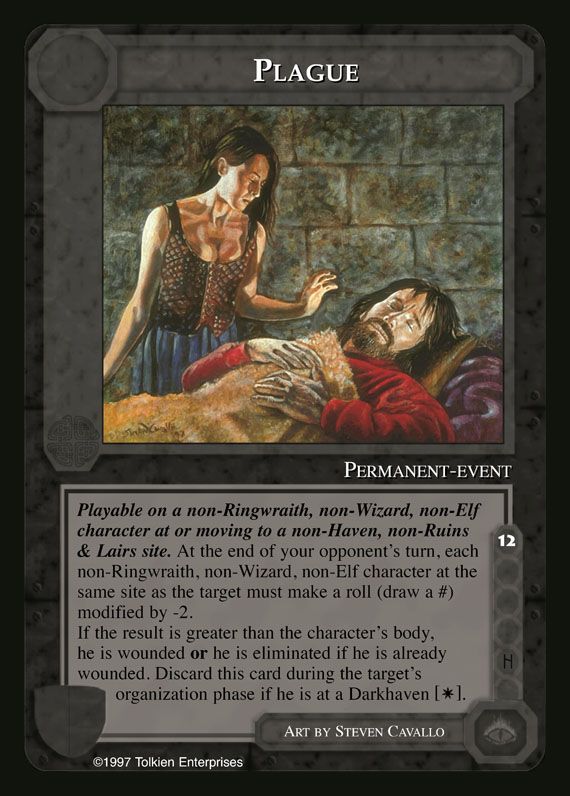 PLAGUE
Steven Cavallo 97
PERMANENT-EVENT
Playable on a non-Ringwraith, non-Wizard, non-Elf
character at or moving to a non-Haven, non-Ruins
& Lairs site. At the end of your opponent's turn, each
non-Ringwraith, non-Wizard, non-Elf character at the
same site as the target must make a roll (draw a #)
modified by -2.
If the result is greater than the character's body,
he is wounded or he is eliminated if he is already
wounded. Discard this card during the target's
organization phase if he is at a Darkhaven [✷].
12
H
ART BY STEVEN CAVALLO
©1997 Tolkien Enterprises